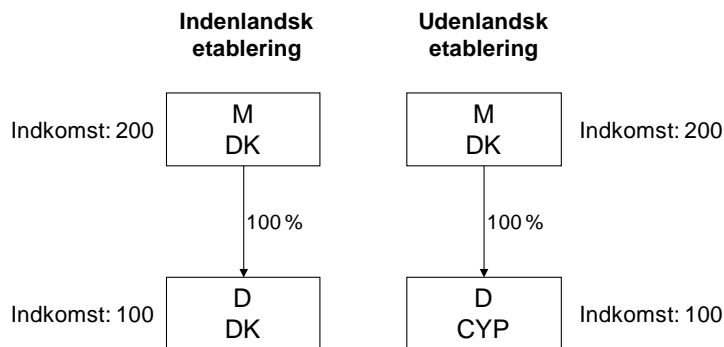 Indenlandsk
etablering
Udenlandsk
etablering
Indkomst: 200
M
DK
M
DK
Indkomst: 200
100 %
100 %
Indkomst: 100
D
DK
D
CYP
Indkomst: 100